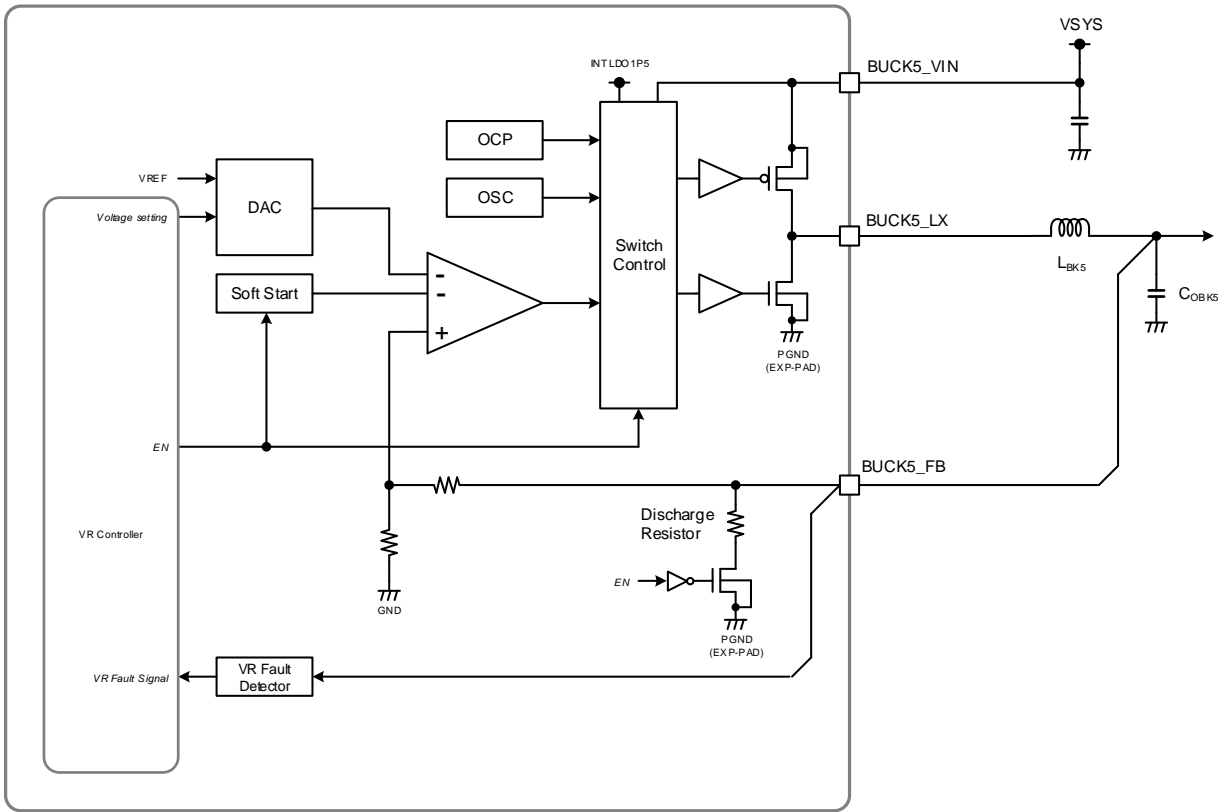 VSYS
INTLDO1P5
BUCK5_VIN
OCP
VREF
DAC
OSC
Voltage setting
BUCK5_LX
Switch
Control
LBK5
Soft Start
-
-
+
COBK5
PGND
(EXP-PAD)
EN
BUCK5_FB
Discharge
Resistor
VR Controller
EN
GND
PGND
(EXP-PAD)
VR Fault Signal
VR Fault
Detector